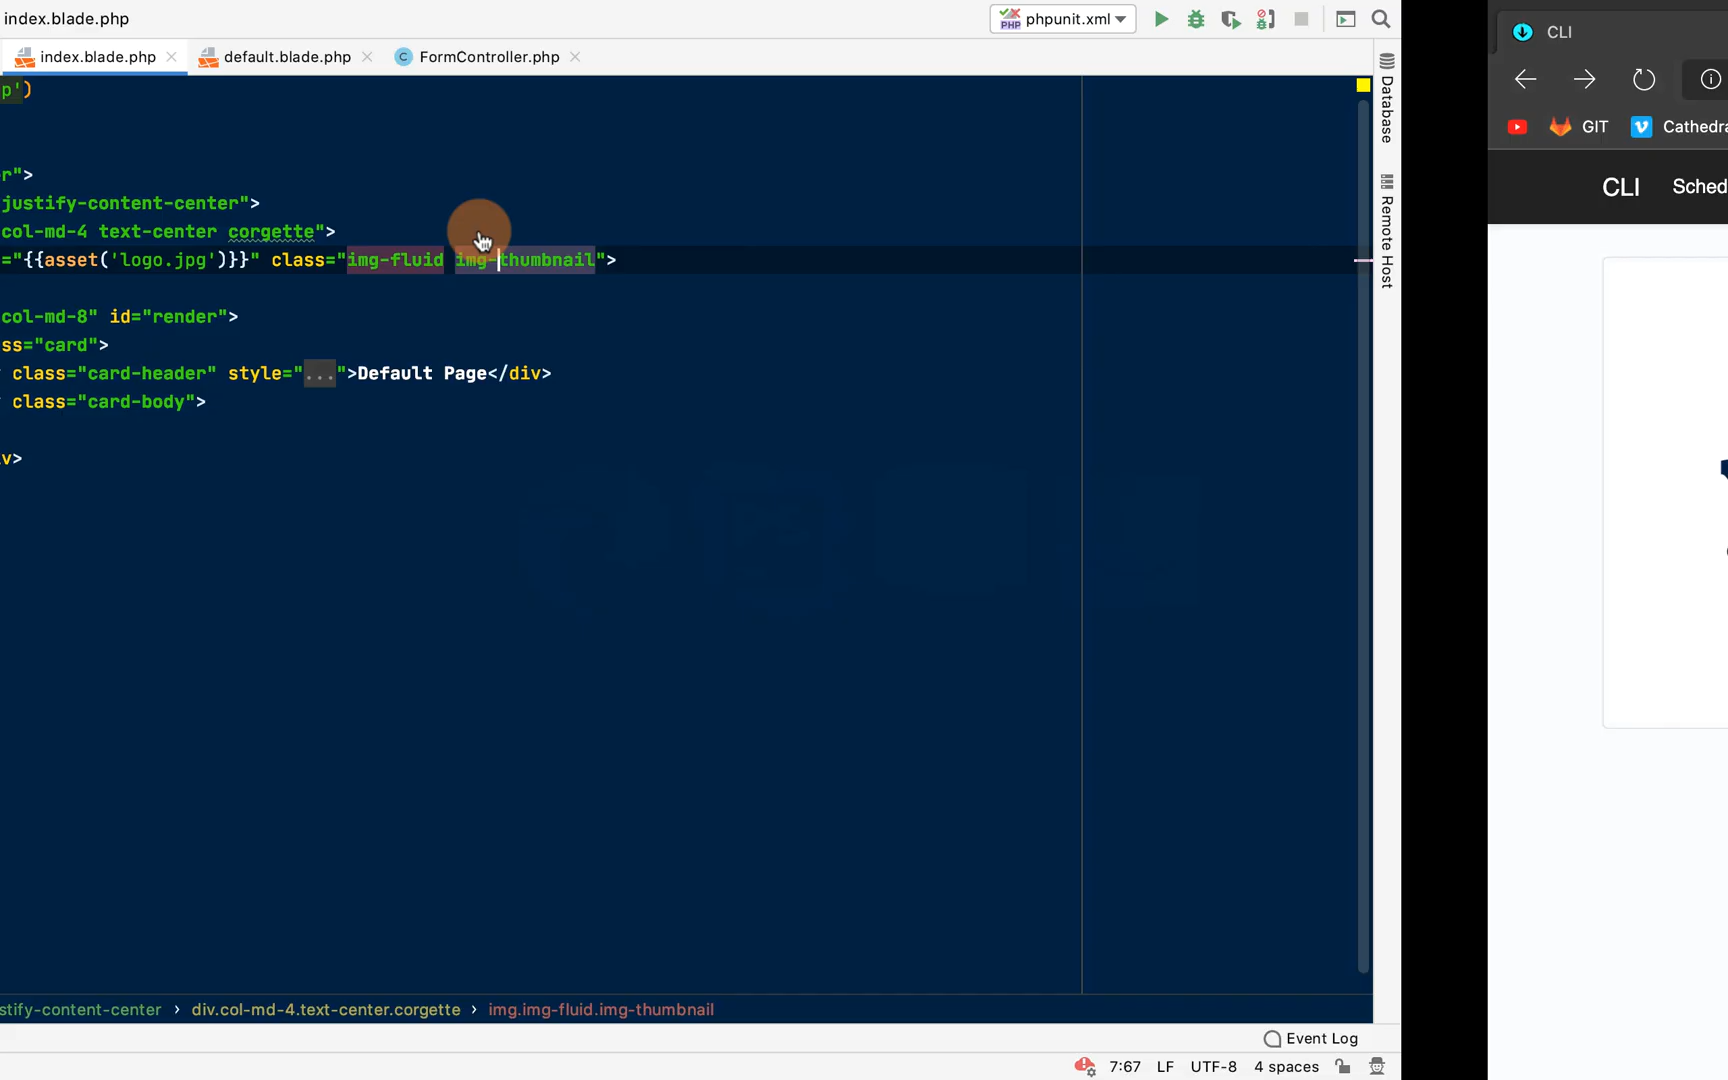 index.blade.php
phpunit.xml
index.blade.php
default.blade.php
C FormController.php
p')
r">
justify-content-center">
col-md-4 text-center corgette">
="{{asset('logo.jpg')}}" class="img-fluid img-thumbnail">
col-md-8" id="render">
ss="card">
class="card-header" style="...">Default Page</div>
class="card-body">
v>
Database
Remote Host
stify-content-center › div.col-md-4.text-center.corgette › img.img-fluid.img-thumbnail
Event Log
7:67 LF UTF-8 4 spaces
CLI
GIT Cathedra
CLI Sched